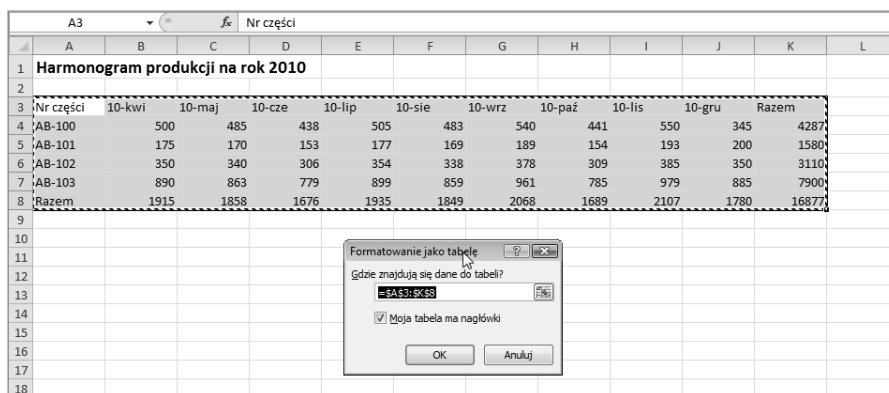 A3 fx Nr części
A B C D E F G H I J K L
1 Harmonogram produkcji na rok 2010
2
3 Nr części 10-kwi 10-maj 10-cze 10-lip 10-sie 10-wrz 10-paź 10-lis 10-gru Razem
4 AB-100 500 485 438 505 483 540 441 550 345 4287
5 AB-101 175 170 153 177 169 189 154 193 200 1580
6 AB-102 350 340 306 354 338 378 309 385 350 3110
7 AB-103 890 863 779 899 859 961 785 979 885 7900
8 Razem 1915 1858 1676 1935 1849 2068 1689 2107 1780 16877
9
10
11 Formatowanie jako tabelę ?
12 Gdzie znajdują się dane do tabeli?
13 =$A$3:$K$8
14 Moja tabela ma nagłówki
15
16 OK Anuluj
17
18